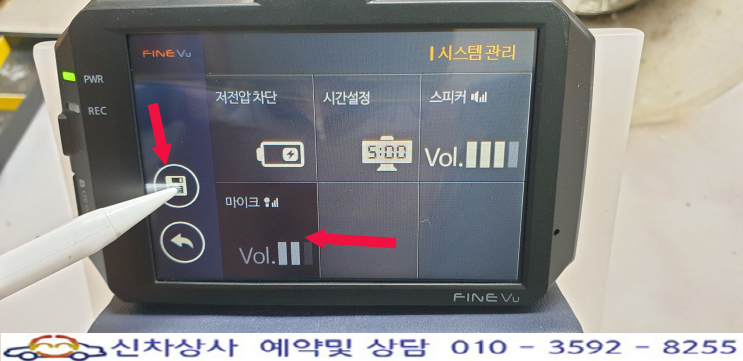 FINEVu
시스템 관리
PWR
REC
저전압 차단
시간설정
스피커
5:00
Vol.
마이크
Vol.
FINEVu
신차상사 예약및 상담 010 - 3592 - 8255